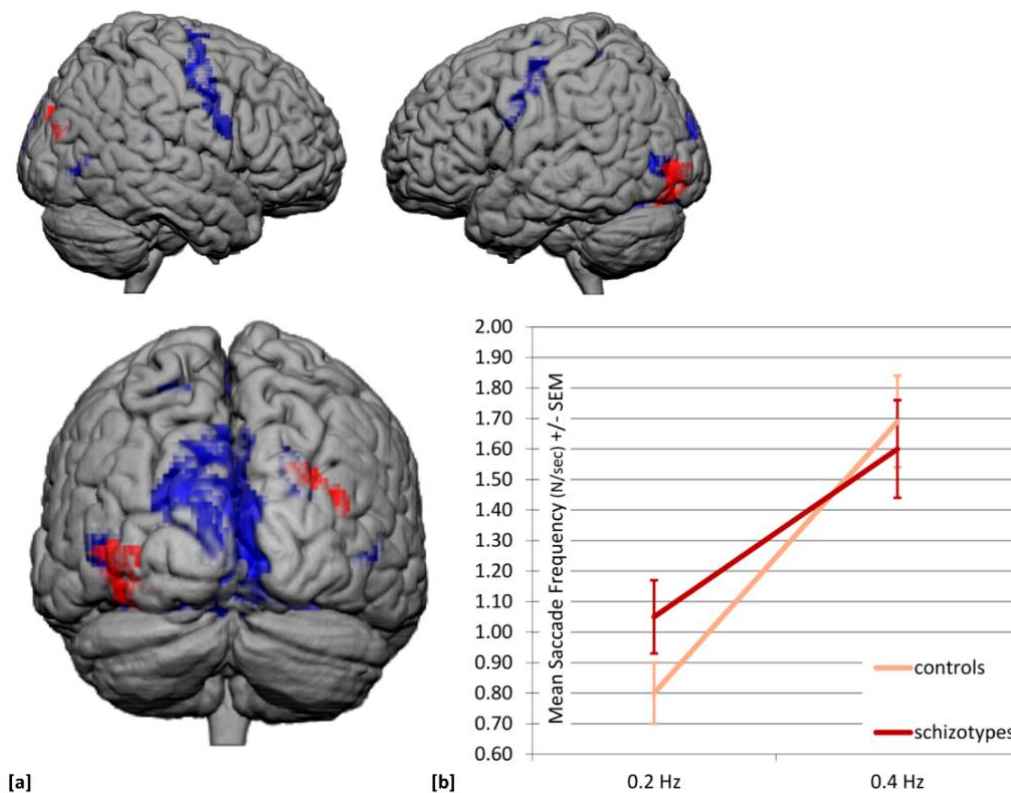 2.00
1.90
1.80
1.70
1.60
1.50
1.40
1.30
1.20
1.10
1.00
0.90
0.80
0.70
0.60
Mean Saccade Frequency (N/sec) +/- SEM
controls
schizotypes
0.2 Hz
0.4 Hz
[a]
[b]